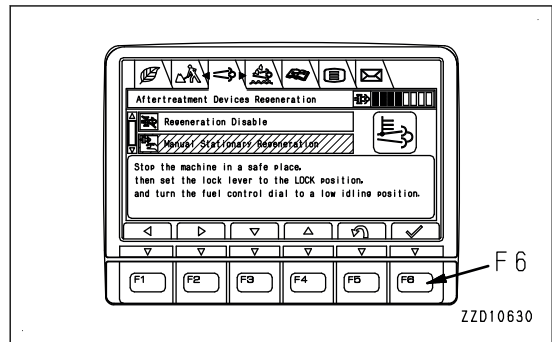 Aftertreatment Devices Regeneration
Regeneration Disable
Manual Stationary Regeneration
Stop the machine in a safe place,
then set the lock lever to the LOCK position,
and turn the fuel control dial to a low idling position.
F1 F2 F3 F4 F5 F6
F6
ZZD10630